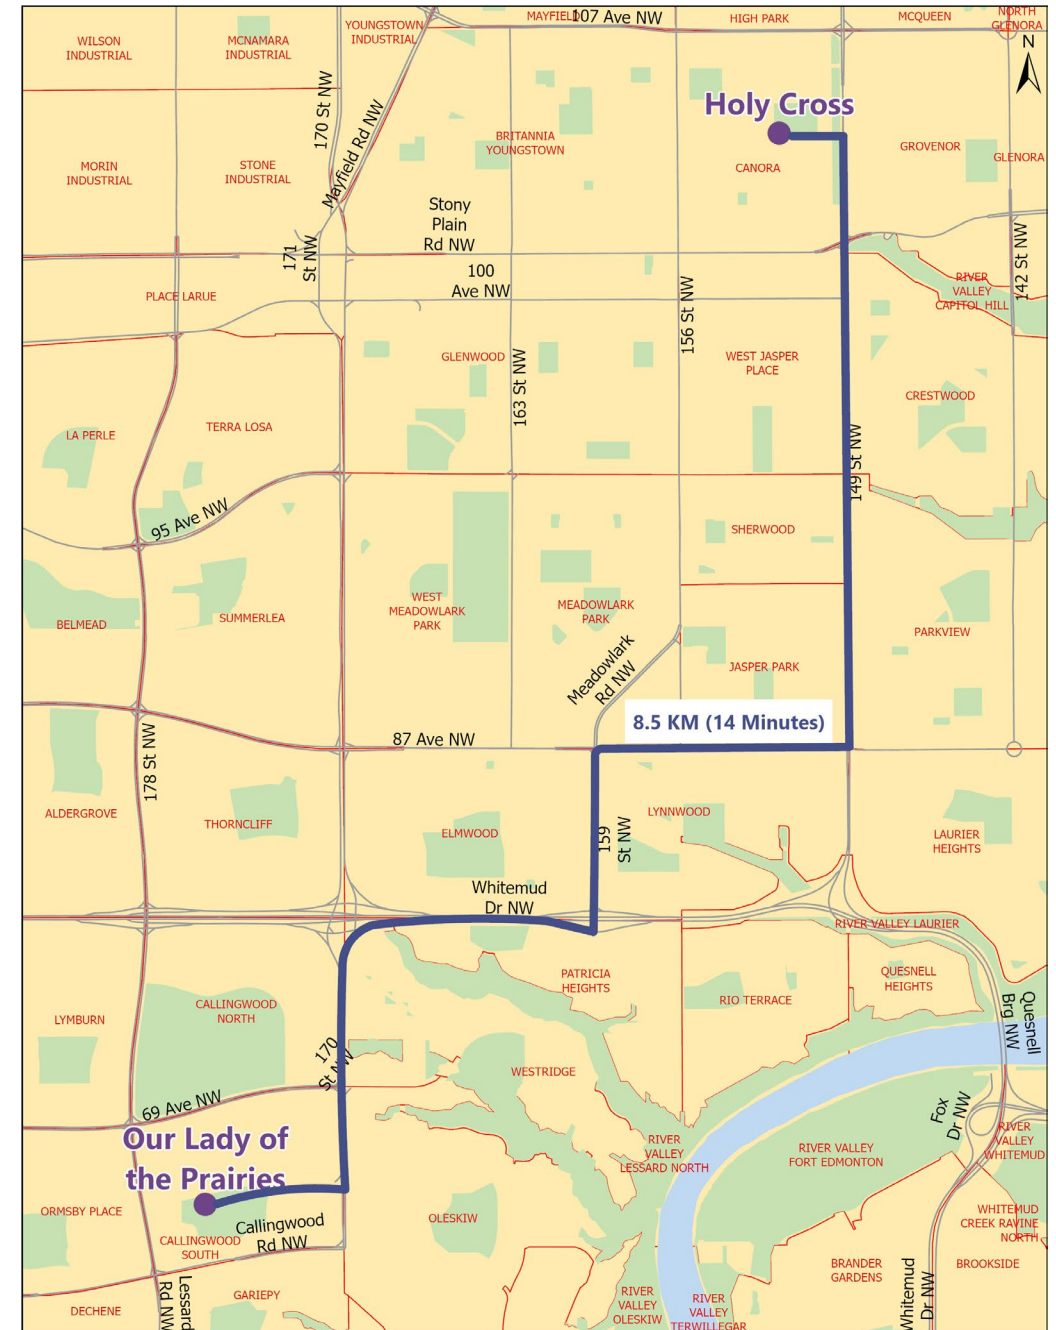 MAYFIELD
107 Ave NW
HIGH PARK
MCQUEEN
NORTH
GLENORA
N
WILSON
INDUSTRIAL
MCNAMARA
INDUSTRIAL
YOUNGSTOWN
INDUSTRIAL
170 St NW
Mayfield Rd NW
Holy Cross
BRITANNIA
YOUNGSTOWN
CANORA
GROVENOR
GLENORA
MORIN
INDUSTRIAL
STONE
INDUSTRIAL
Stony
Plain
Rd NW
171
St NW
100
Ave NW
142 St NW
RIVER
VALLEY
CAPITOL HILL
PLACE LARUE
156 St NW
GLENWOOD
163 St NW
WEST JASPER
PLACE
CRESTWOOD
LA PERLE
TERRA LOSA
149 St NW
95 Ave NW
SHERWOOD
BELMEAD
SUMMERLEA
WEST
MEADOWLARK
PARK
MEADOWLARK
PARK
PARKVIEW
Meadowlark
Rd NW
JASPER PARK
8.5 KM (14 Minutes)
87 Ave NW
178 St NW
ALDERGROVE
THORNCLIFF
ELMWOOD
159
St NW
LYNNWOOD
LAURIER
HEIGHTS
Whitemud
Dr NW
RIVER VALLEY LAURIER
PATRICIA
HEIGHTS
RIO TERRACE
QUESNELL
HEIGHTS
Quesnell
Brg NW
CALLINGWOOD
NORTH
LYMBURN
170
St NW
WESTRIDGE
69 Ave NW
Fox
Dr NW
Our Lady of
the Prairies
RIVER
VALLEY
LESSARD NORTH
RIVER VALLEY
FORT EDMONTON
RIVER
VALLEY
WHITEMUD
ORMSBY PLACE
Callingwood
Rd NW
OLESKIW
WHITEMUD
CREEK RAVINE
NORTH
CALLINGWOOD
SOUTH
BRANDER
GARDENS
BROOKSIDE
Lessard
Rd NW
GARIEPY
DECHENE
RIVER
VALLEY
OLESKIW
RIVER
VALLEY
TERWILLEGAR
Whitemud
Dr NW